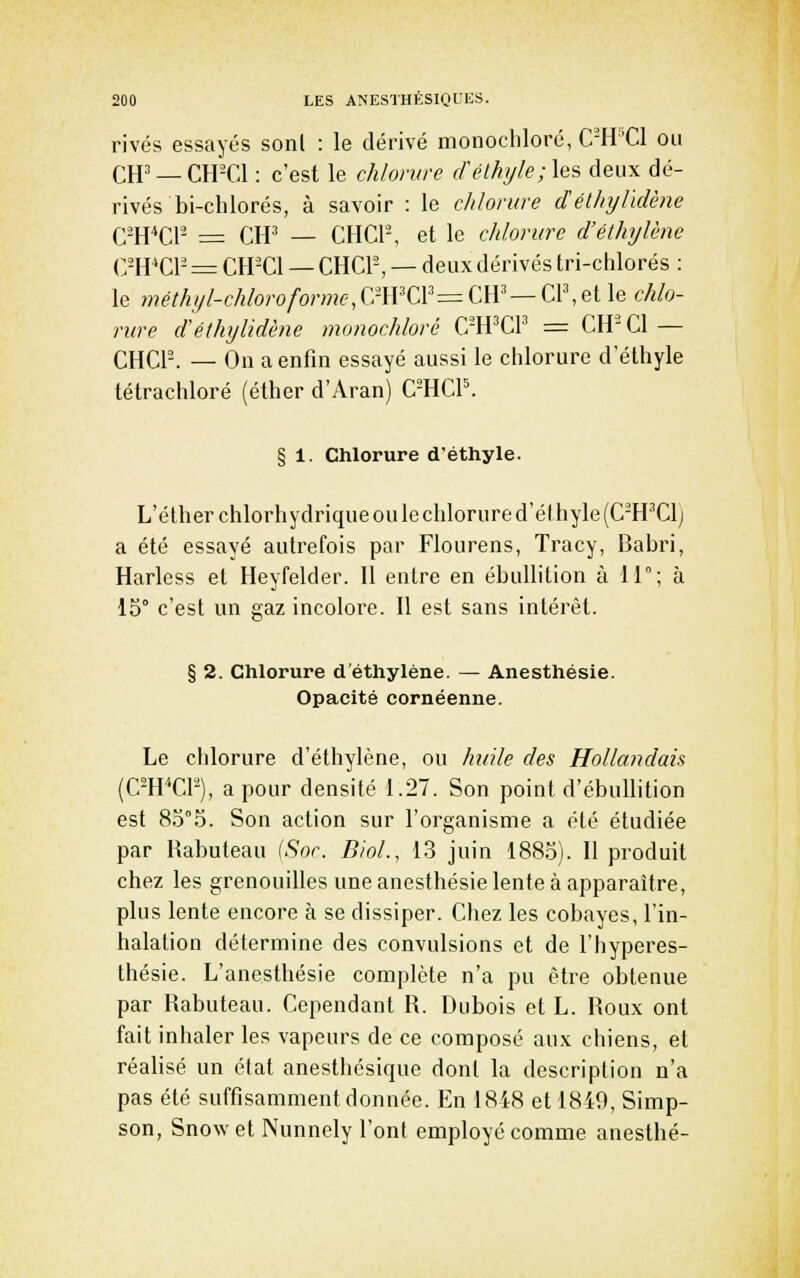 200 LES ANESTHÉSIQUES.
rivés essayés sont : le dérivé monochloré, C²H⁵Cl ou
CH³ — CH²Cl : c'est le chlorure d'éthyle; les deux dé-
rivés bi-chlorés, à savoir : le chlorure d'éthylidène
C²H⁴Cl² = CH³ — CHCl², et le chlorure d'éthylène
C²H⁴Cl² = CH²Cl — CHCl², — deux dérivés tri-chlorés :
le méthyl-chloroforme, C²H³Cl³ = CH³ — Cl³, et le chlo-
rure d'éthylidène monochloré C²H³Cl³ = CH²Cl —
CHCl². — On a enfin essayé aussi le chlorure d'éthyle
tétrachloré (éther d'Aran) C²HCl⁵.
§ 1. Chlorure d'éthyle.
L'éther chlorhydrique ou le chlorure d'éthyle (C²H³Cl)
a été essayé autrefois par Flourens, Tracy, Babri,
Harless et Heyfelder. Il entre en ébullition à 11°; à
15° c'est un gaz incolore. Il est sans intérêt.
§ 2. Chlorure d'éthylène. — Anesthésie.
Opacité cornéenne.
Le chlorure d'éthylène, ou huile des Hollandais
(C²H⁴Cl²), a pour densité 1.27. Son point d'ébullition
est 85°5. Son action sur l'organisme a été étudiée
par Rabuteau (Soc. Biol., 13 juin 1885). Il produit
chez les grenouilles une anesthésie lente à apparaître,
plus lente encore à se dissiper. Chez les cobayes, l'in-
halation détermine des convulsions et de l'hyperes-
thésie. L'anesthésie complète n'a pu être obtenue
par Rabuteau. Cependant R. Dubois et L. Roux ont
fait inhaler les vapeurs de ce composé aux chiens, et
réalisé un état anesthésique dont la description n'a
pas été suffisamment donnée. En 1848 et 1849, Simp-
son, Snow et Nunnely l'ont employé comme anesthé-